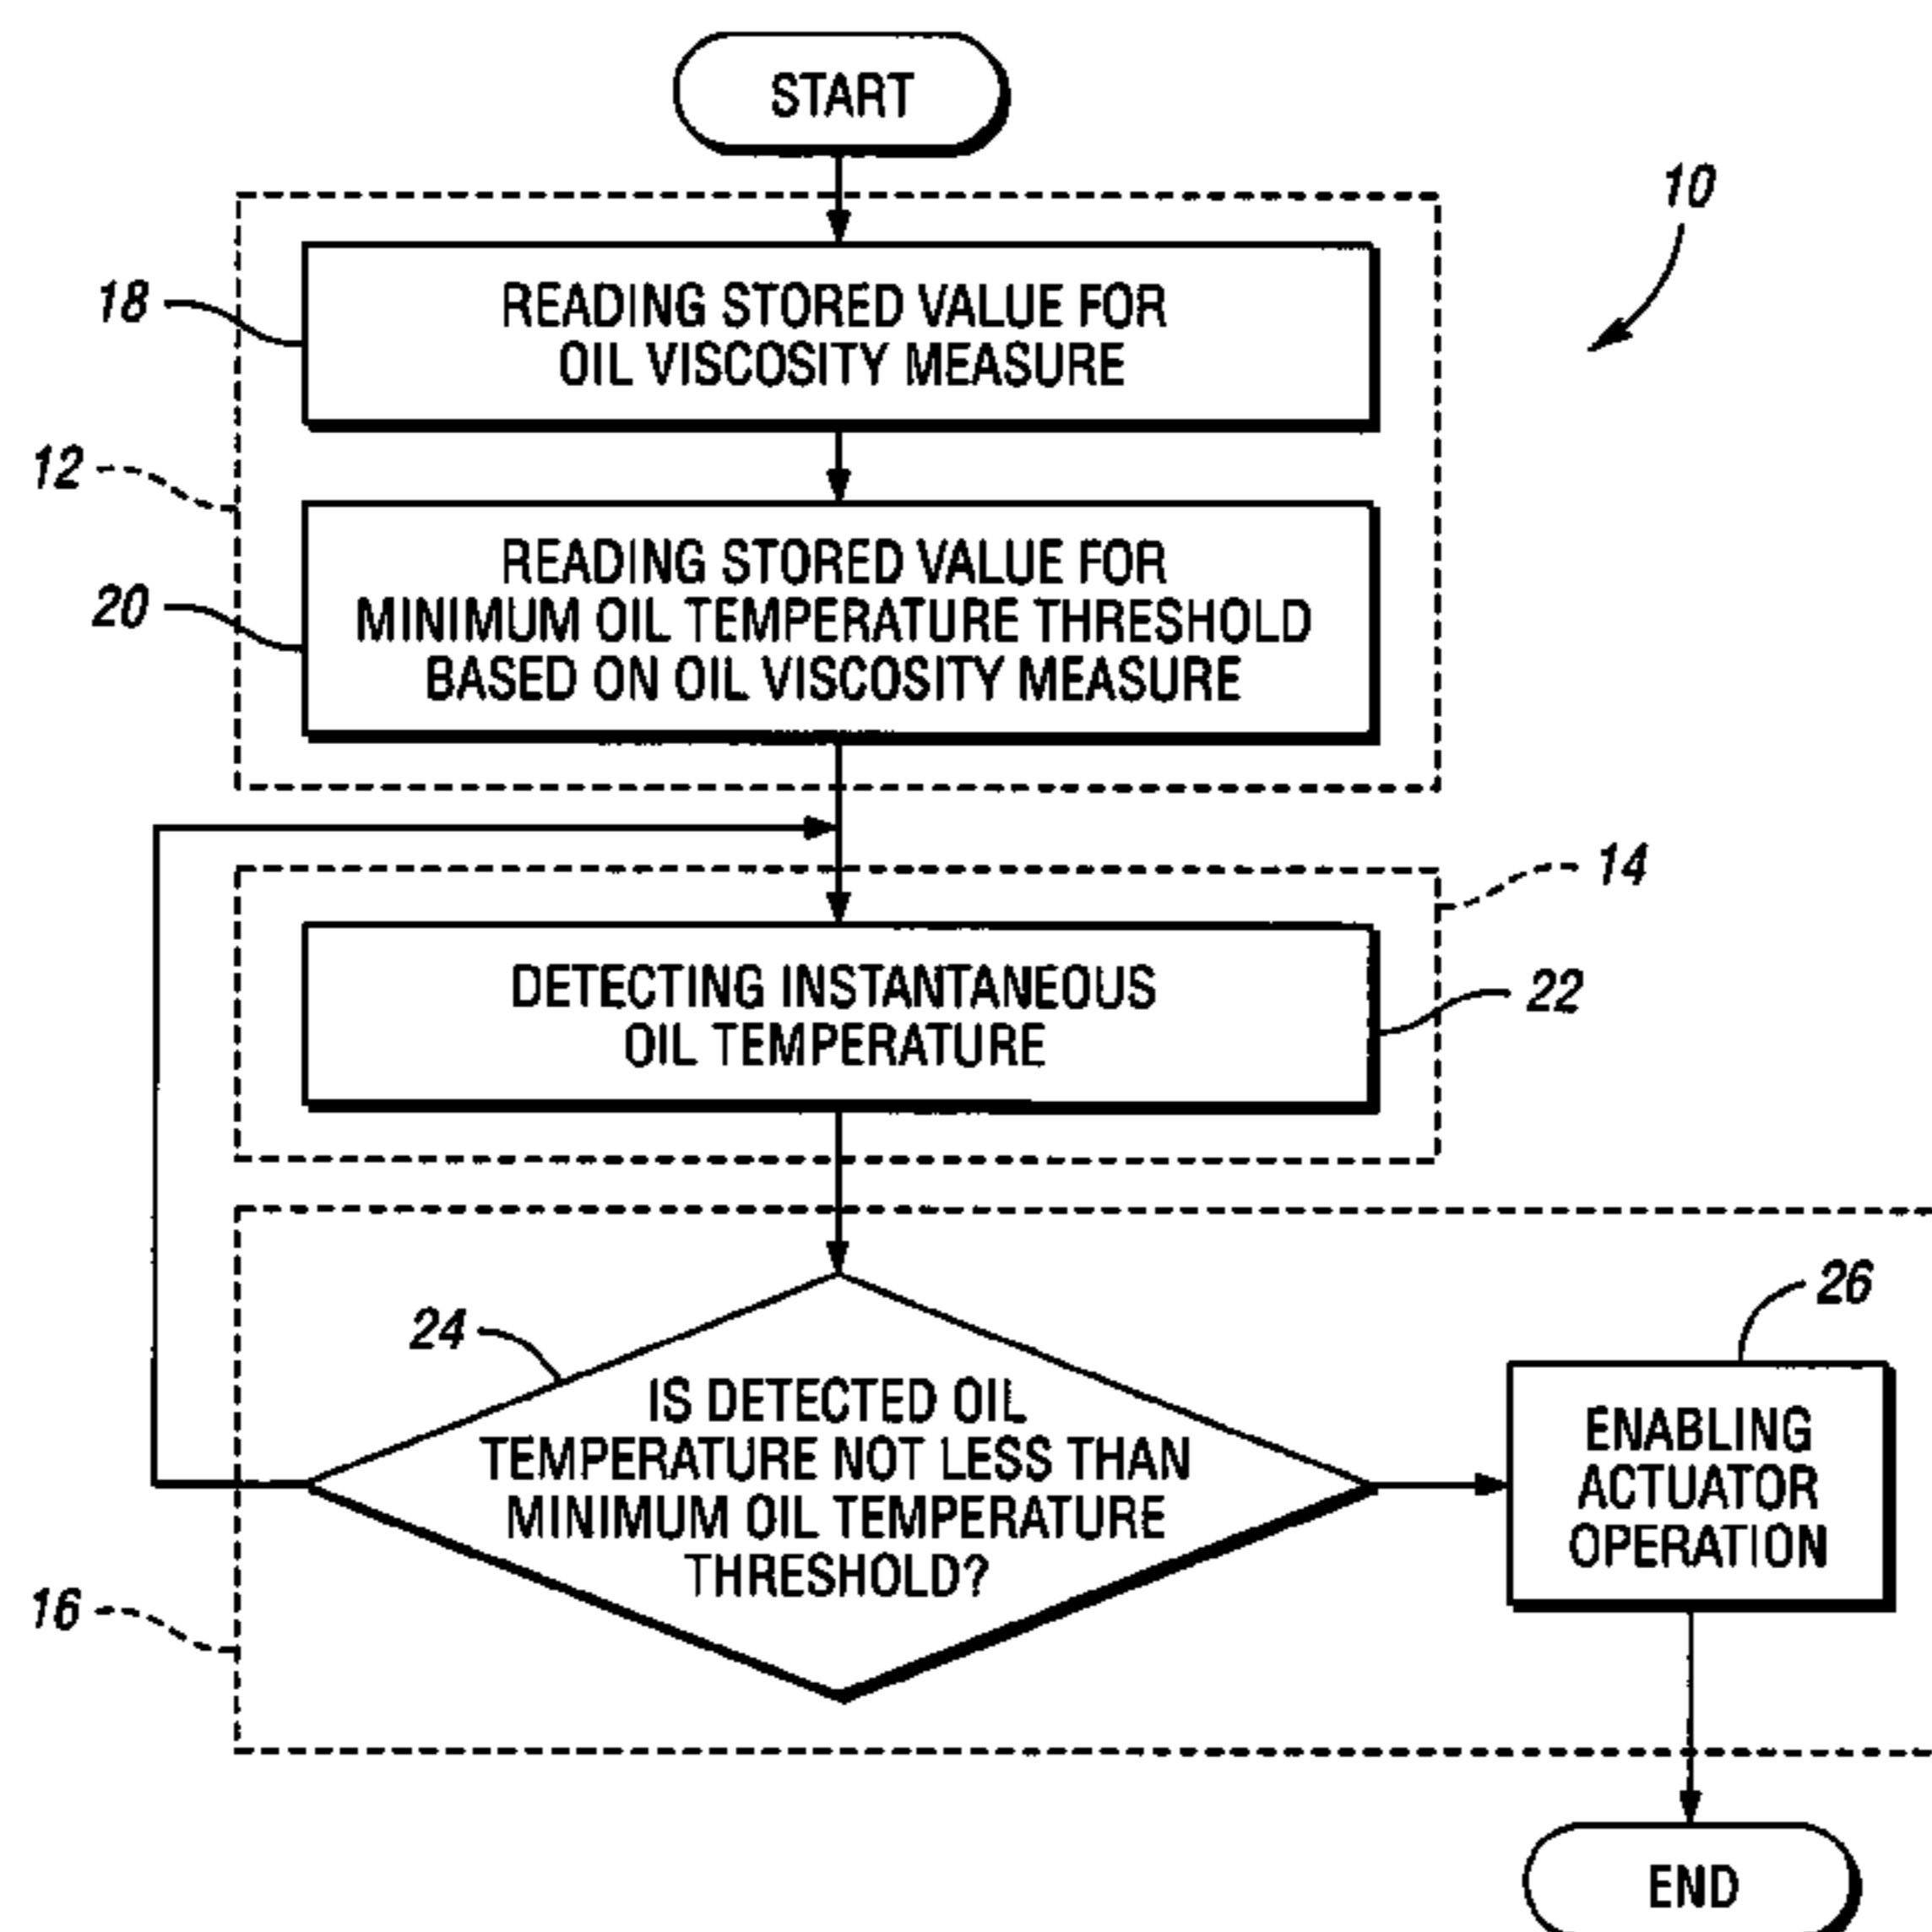 START
10
18
READING STORED VALUE FOR
OIL VISCOSITY MEASURE
12
20
READING STORED VALUE FOR
MINIMUM OIL TEMPERATURE THRESHOLD
BASED ON OIL VISCOSITY MEASURE
14
DETECTING INSTANTANEOUS
OIL TEMPERATURE
22
24
IS DETECTED OIL
TEMPERATURE NOT LESS THAN
MINIMUM OIL TEMPERATURE
THRESHOLD?
26
ENABLING
ACTUATOR
OPERATION
16
END